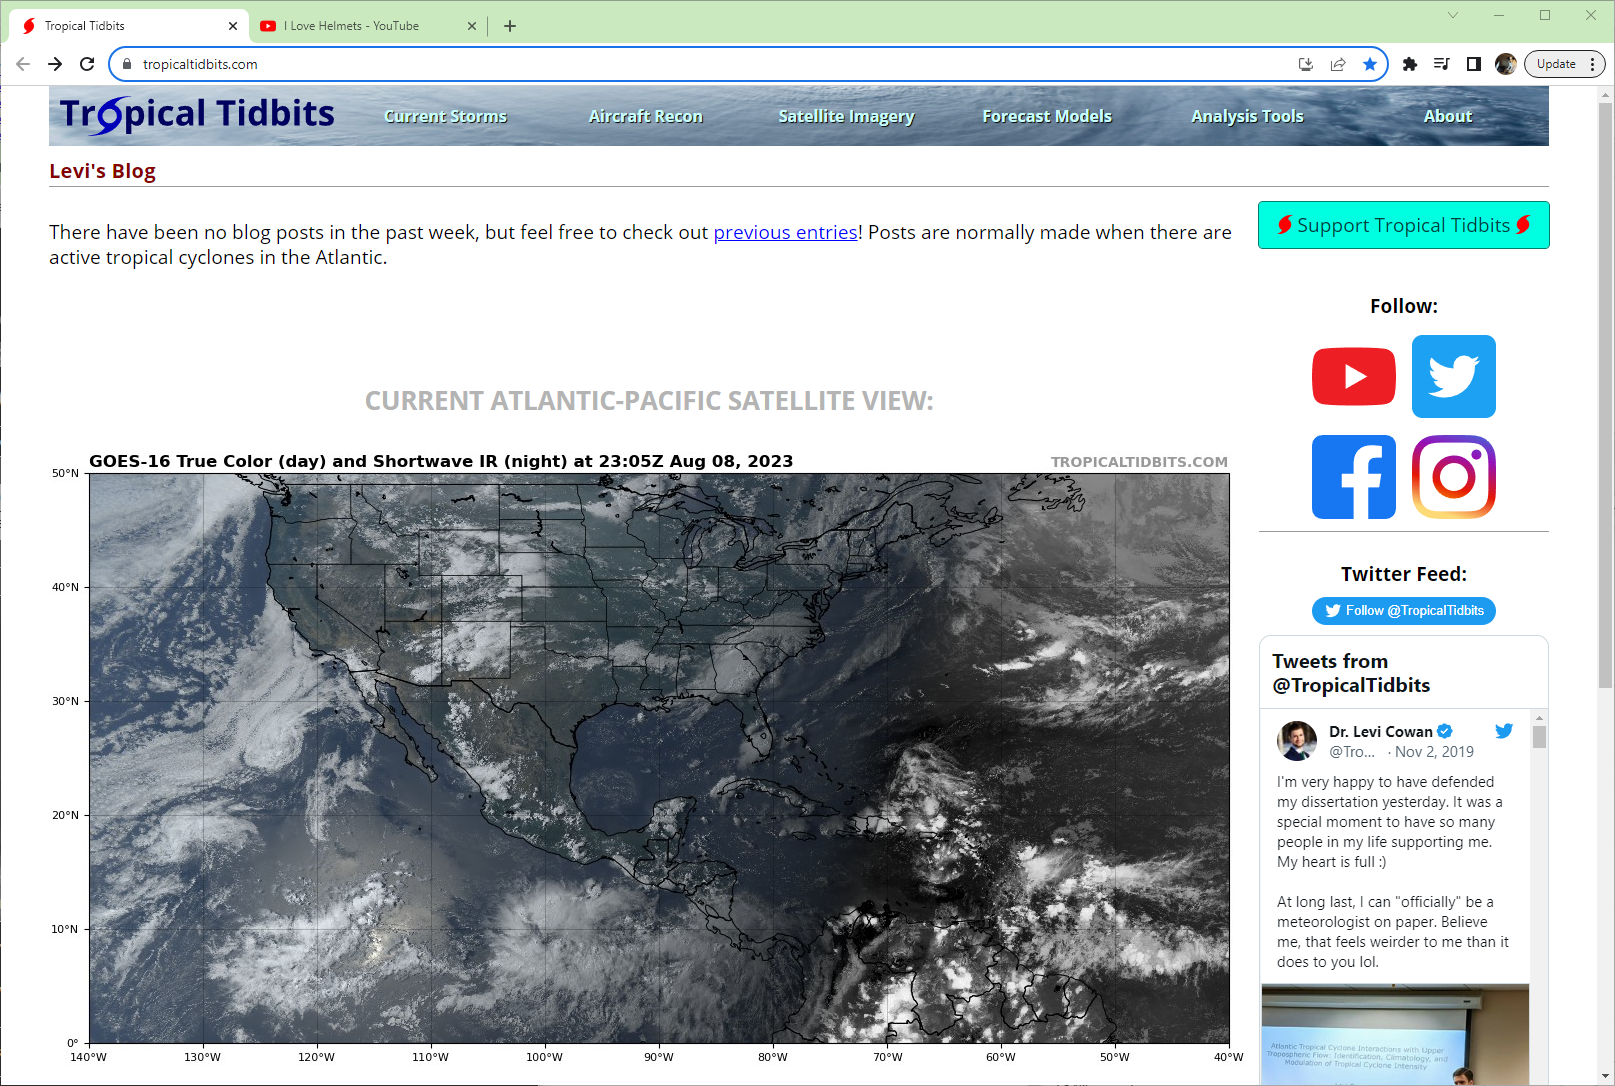 Tropical Tidbits
I Love Helmets - YouTube
tropicaltidbits.com
Update
Tropical Tidbits
Current Storms
Aircraft Recon
Satellite Imagery
Forecast Models
Analysis Tools
About
Levi's Blog
There have been no blog posts in the past week, but feel free to check out previous entries! Posts are normally made when there are
active tropical cyclones in the Atlantic.
Support Tropical Tidbits
Follow:
CURRENT ATLANTIC-PACIFIC SATELLITE VIEW:
GOES-16 True Color (day) and Shortwave IR (night) at 23:05Z Aug 08, 2023
TROPICALTIDBITS.COM
50°N
40°N
30°N
20°N
10°N
0°
140°W
130°W
120°W
110°W
100°W
90°W
80°W
70°W
60°W
50°W
40°W
Twitter Feed:
Follow @TropicalTidbits
Tweets from
@TropicalTidbits
Dr. Levi Cowan
@Tro... · Nov 2, 2019
I'm very happy to have defended
my dissertation yesterday. It was a
special moment to have so many
people in my life supporting me.
My heart is full :)
At long last, I can "officially" be a
meteorologist on paper. Believe
me, that feels weirder to me than it
does to you lol.
Atlantic Tropical Cyclone Interactions with Upper
Tropospheric Flow: Identification, Climatology, and
Modulation of Tropical Cyclone Intensity